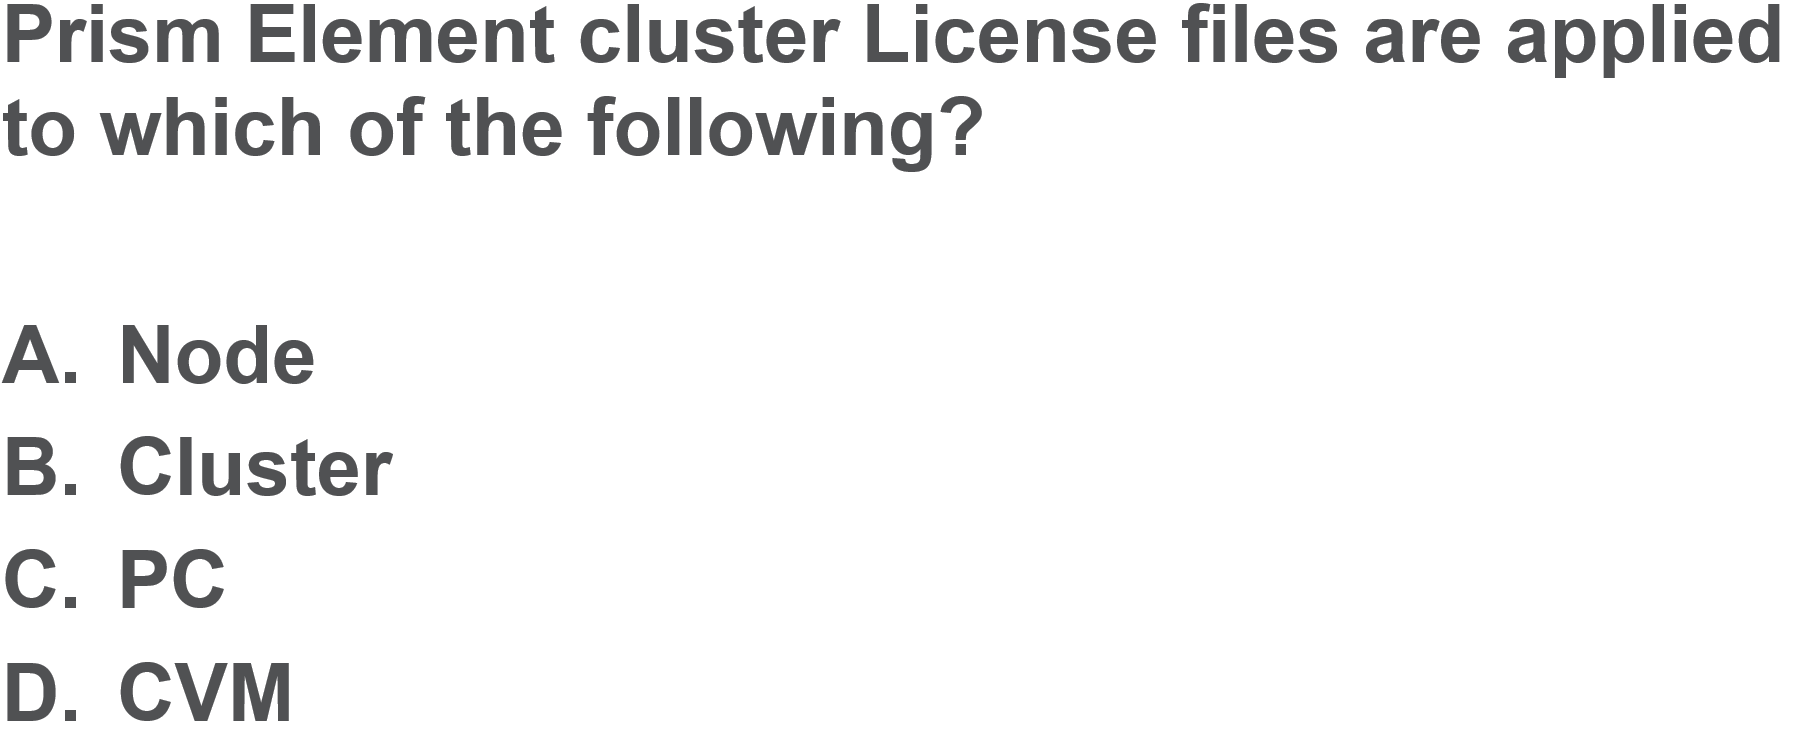 Prism Element cluster License files are applied
to which of the following?
A. Node
B. Cluster
C. PC
D. CVM